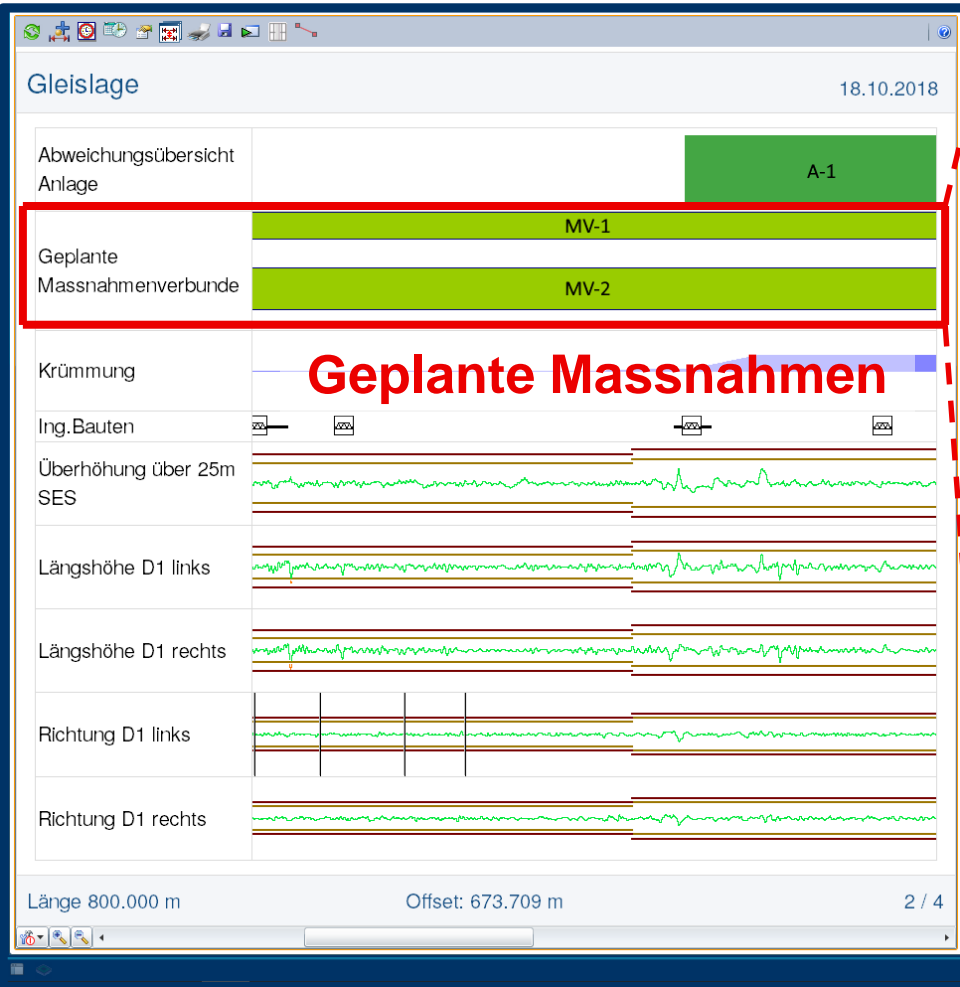 Gleislage
18.10.2018
Abweichungsübersicht
Anlage
A-1
Geplante
Massnahmenverbunde
MV-1
MV-2
Krümmung
Geplante Massnahmen
Ing.Bauten
Überhöhung über 25m
SES
Längshöhe D1 links
Längshöhe D1 rechts
Richtung D1 links
Richtung D1 rechts
Länge 800.000 m
Offset: 673.709 m
2 / 4